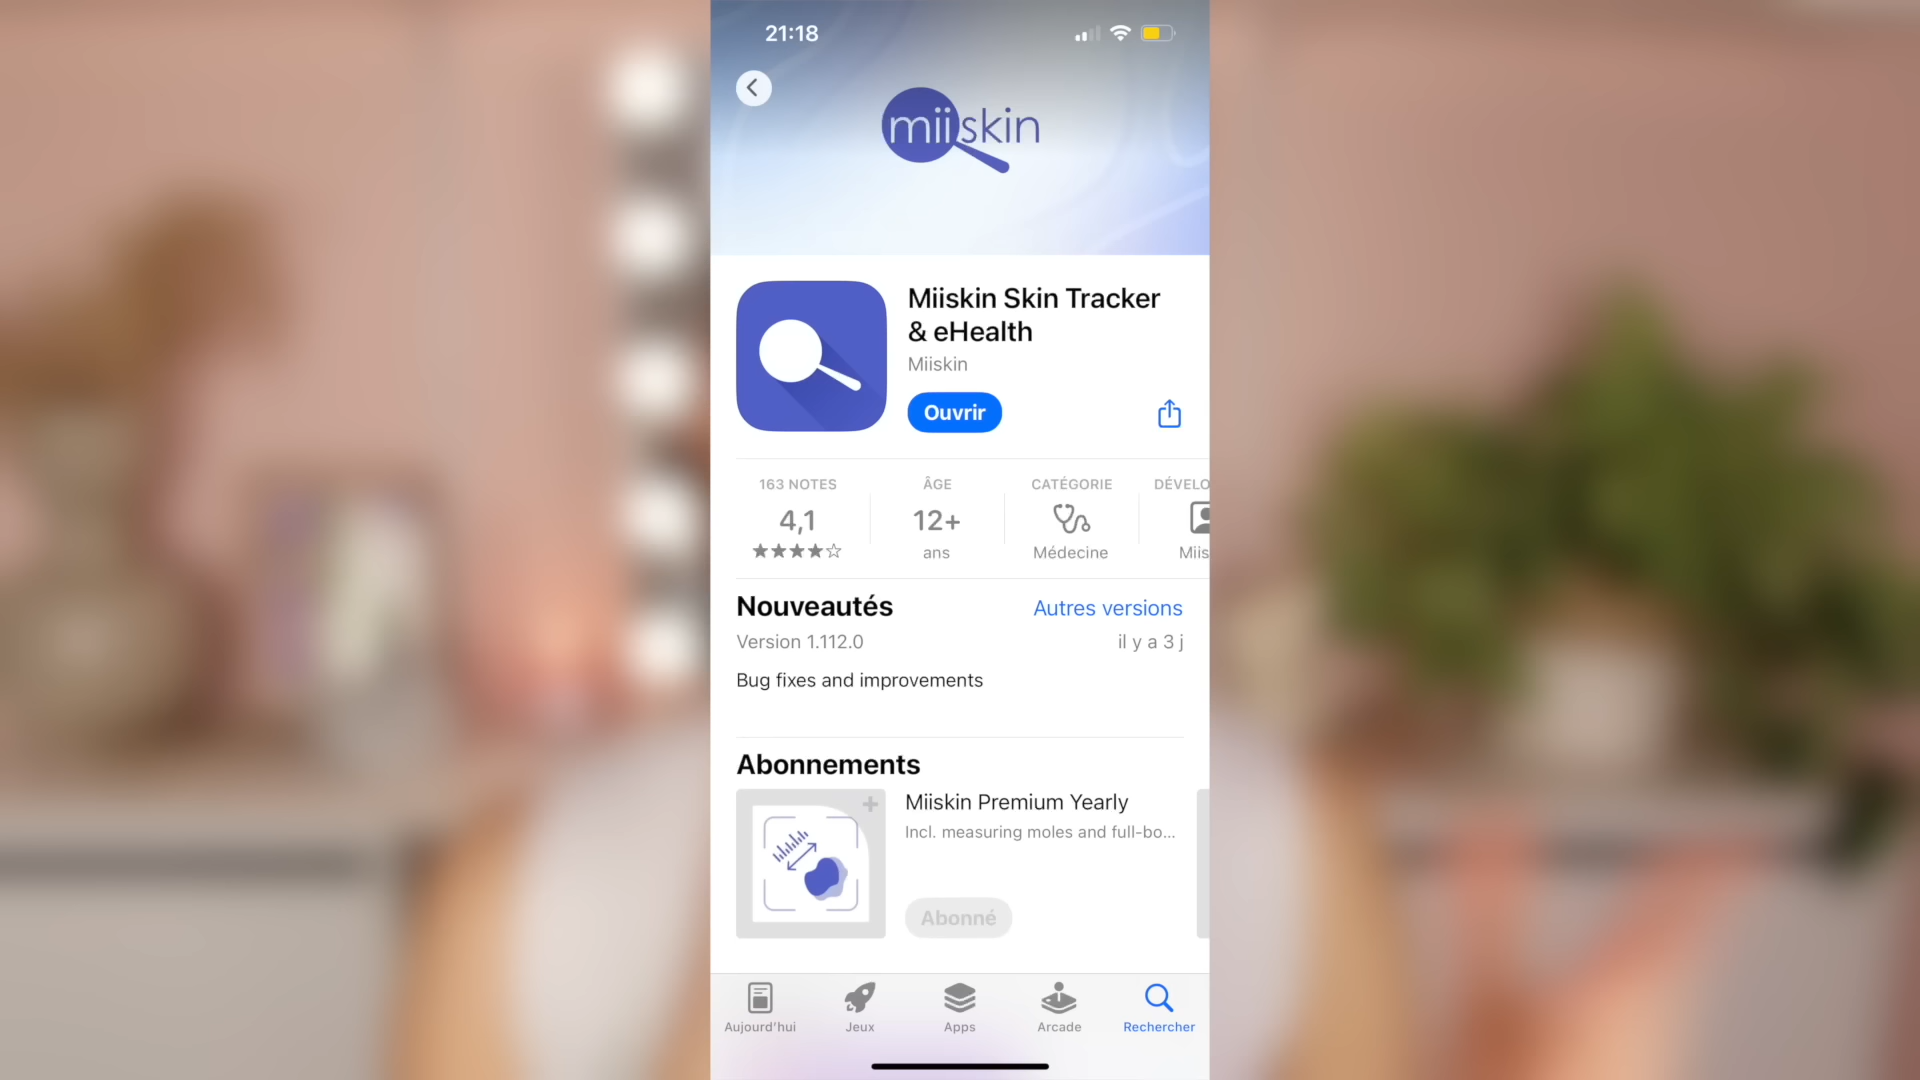 21:18
miiskin
Miiskin Skin Tracker
& eHealth
Miiskin
Ouvrir
163 NOTES
4,1
ÂGE
12+
ans
CATÉGORIE
Médecine
DÉVELO
Miis
Nouveautés
Autres versions
Version 1.112.0
il y a 3 j
Bug fixes and improvements
Abonnements
Miiskin Premium Yearly
Incl. measuring moles and full-bo...
Abonné
Aujourd'hui
Jeux
Apps
Arcade
Rechercher